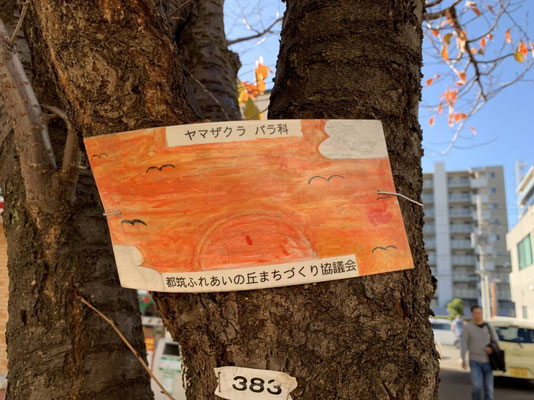 ヤマザクラ バラ科
都筑ふれあいの丘まちづくり協議会
383